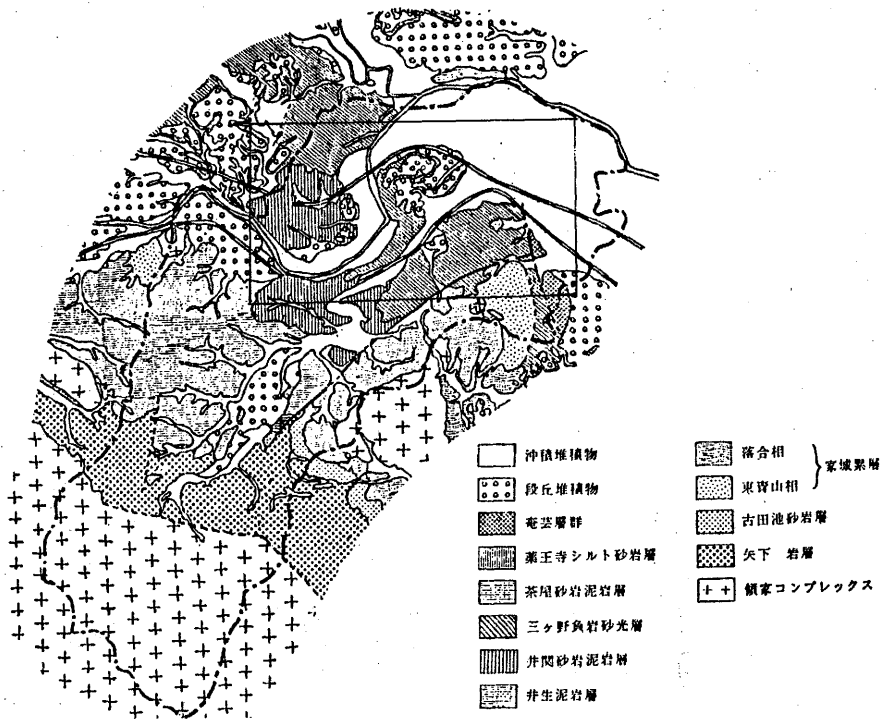 沖積堆積物
段丘堆積物
奄芸層群
薬王寺シルト砂岩層
茶屋砂岩泥岩層
三ヶ野角岩砂光層
井関砂岩泥岩層
井生泥岩層
落合相
東青山相
家城累層
古田池砂岩層
矢下 岩層
領家コンプレックス